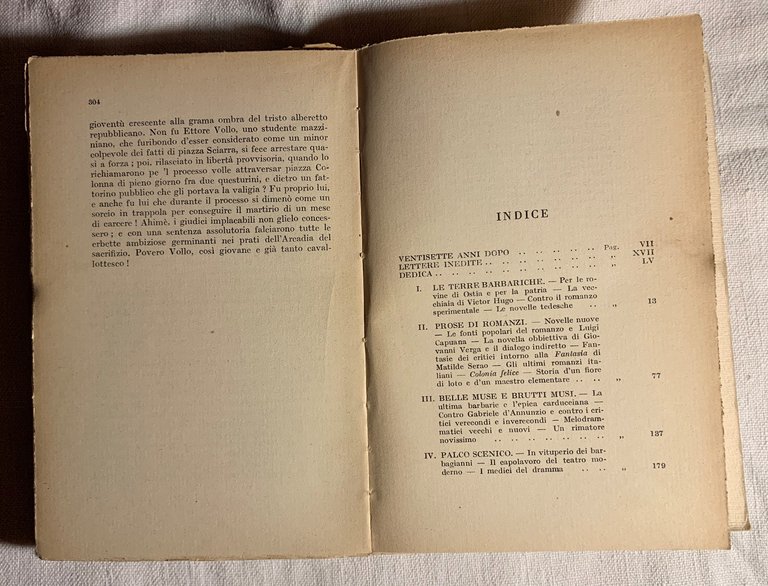 304
gioventù crescente alla grama ombra del tristo alberetto
repubblicano. Non fu Ettore Vollo, uno studente mazzi-
niano, che furibondo d'esser considerato come un minor
colpevole dei fatti di piazza Sciarra, si fece arrestare qua-
si a forza ; poi, rilasciato in libertà provvisoria, quando lo
richiamarono pe 'l processo volle attraversar piazza Co-
lonna di pieno giorno fra due questurini, e dietro un fat-
torino pubblico che gli portava la valigia ? Fu proprio lui,
e anche fu lui che durante il processo si dimenò come un
sorcio in trappola per conseguire il martirio di un mese
di carcere ! Ahimè, i giudici implacabili non glielo conces-
sero ; e con una sentenza assolutoria falciarono tutte le
erbette ambiziose germinanti nei prati dell'Arcadia del
sacrifizio. Povero Vollo, così giovane e già tanto caval-
lottesco !
INDICE
VENTISETTE ANNI DOPO .. .. .. .. .. Pag. VII
LETTERE INEDITE .. .. .. .. .. .. .. .. „ XVII
DEDICA .. .. .. .. .. .. .. .. .. .. .. „ LV
I. LE TERRE BARBARICHE. — Per le ro-
vine di Ostia e per la patria — La vec-
chiaia di Victor Hugo — Contro il romanzo
sperimentale — Le novelle tedesche .. „ 13
II. PROSE DI ROMANZI. — Novelle nuove
— Le fonti popolari del romanzo e Luigi
Capuana — La novella obbiettiva di Gio-
vanni Verga e il dialogo indiretto — Fan-
tasie dei critici intorno alla Fantasia di
Matilde Serao — Gli ultimi romanzi ita-
liani — Colonia felice — Storia d'un fiore
di loto e d'un maestro elementare .. .. „ 77
III. BELLE MUSE E BRUTTI MUSI. — La
ultima barbarie e l'epica carducciana —
Contro Gabriele d'Annunzio e contro i cri-
tici verecondi e inverecondi — Melodram-
matici vecchi e nuovi — Un rimatore
novissimo .. .. .. .. .. .. .. .. „ 137
IV. PALCO SCENICO. — In vituperio dei bar-
bagianni — Il capolavoro del teatro mo-
derno — I medici del dramma .. .. „ 179